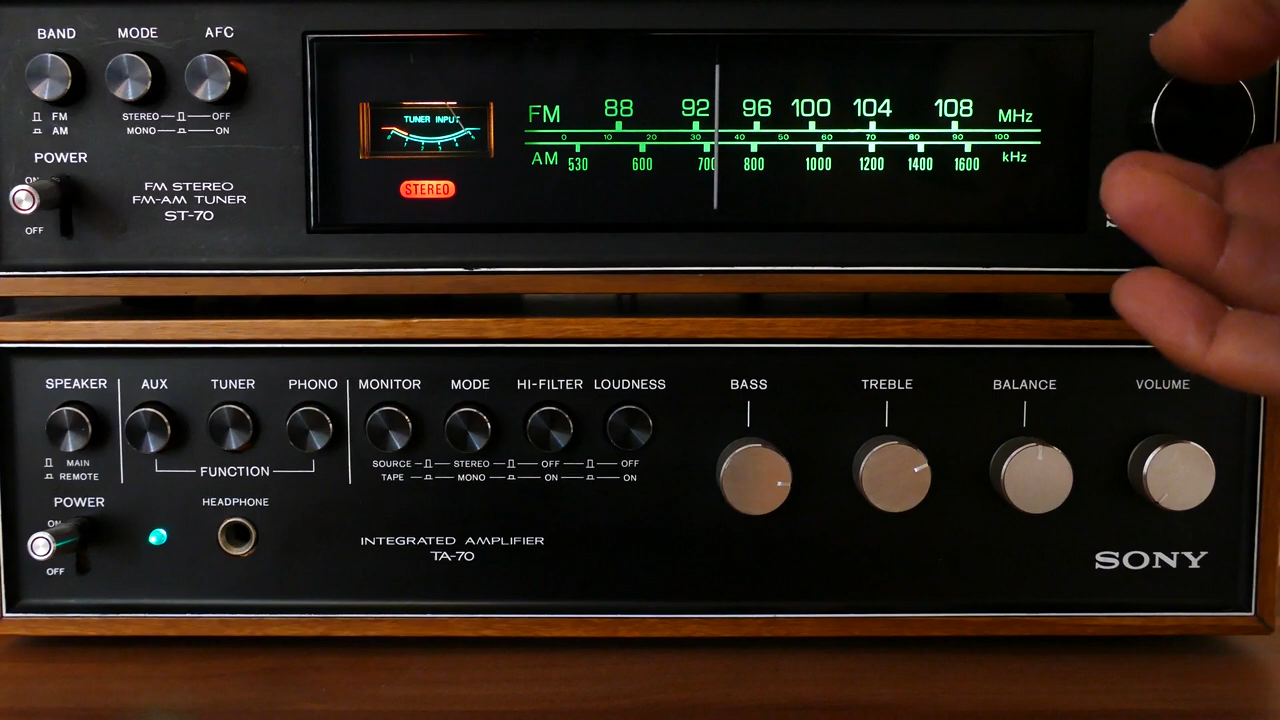 BAND MODE AFC
FM STEREO OFF
AM MONO ON
POWER
ON
OFF
FM STEREO
FM-AM TUNER
ST-70
TUNER INPUT
STEREO
FM 88 92 96 100 104 108 MHz
0 10 20 30 40 50 60 70 80 90 100
AM 530 600 700 800 1000 1200 1400 1600 kHz
SPEAKER AUX TUNER PHONO MONITOR MODE HI-FILTER LOUDNESS BASS TREBLE BALANCE VOLUME
MAIN SOURCE STEREO OFF OFF
REMOTE FUNCTION TAPE MONO ON ON
POWER HEADPHONE
ON
OFF
INTEGRATED AMPLIFIER
TA-70
SONY